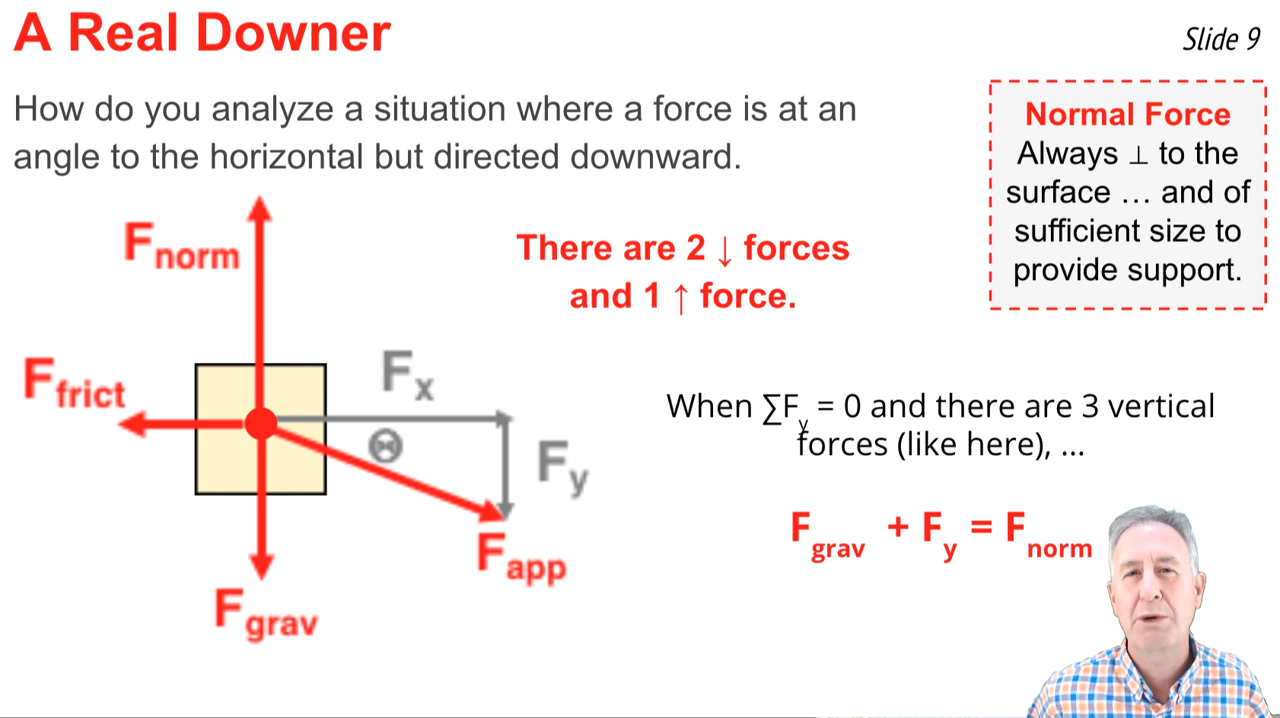 A Real Downer
Slide 9
How do you analyze a situation where a force is at an
angle to the horizontal but directed downward.
Normal Force
Always ⊥ to the
surface … and of
sufficient size to
provide support.
There are 2 ↓ forces
and 1 ↑ force.
Fnorm
Ffrict
Fx
Θ
Fy
Fapp
Fgrav
When ∑Fy = 0 and there are 3 vertical
forces (like here), ...
Fgrav + Fy = Fnorm